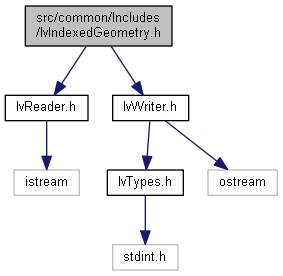 src/common/Includes
/lvIndexedGeometry.h
lvReader.h
lvWriter.h
istream
lvTypes.h
ostream
stdint.h